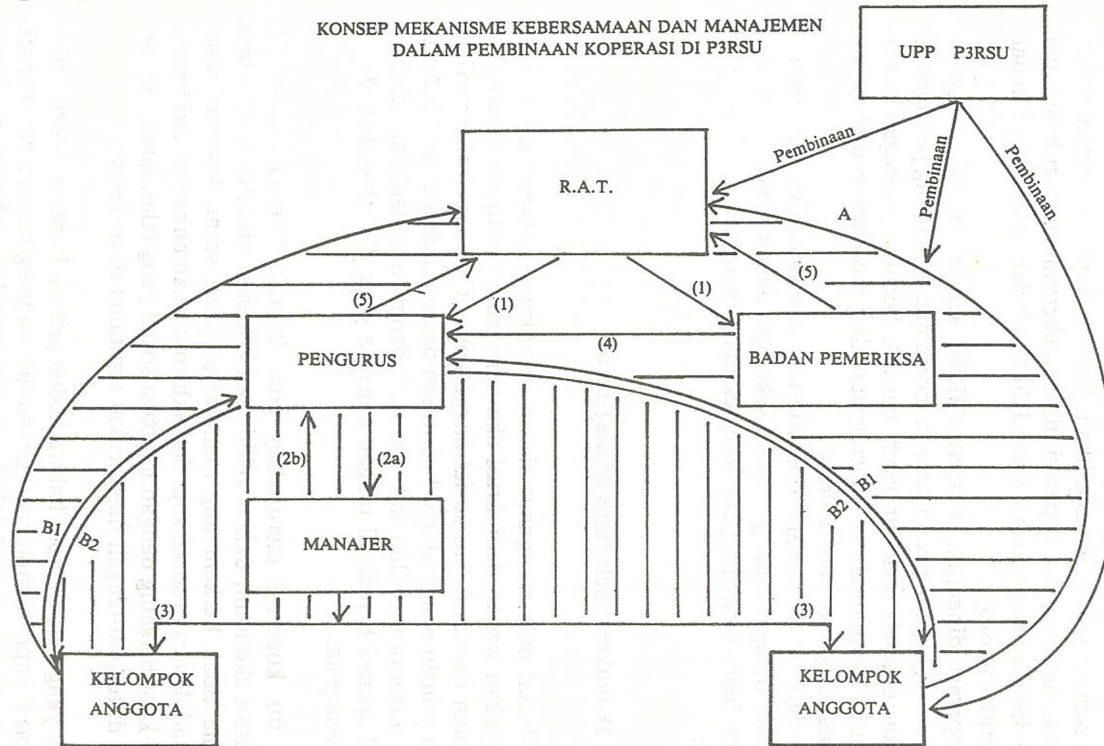 KONSEP MEKANISME KEBERSAMAAN DAN MANAJEMEN
DALAM PEMBINAAN KOPERASI DI P3RSU
UPP P3RSU
Pembinaan
Pembinaan
Pembinaan
R.A.T.
A
(5)
(1)
(1)
(5)
PENGURUS
(4)
BADAN PEMERIKSA
(2b)
(2a)
B1
B2
B1
B2
MANAJER
(3)
(3)
KELOMPOK
ANGGOTA
KELOMPOK
ANGGOTA